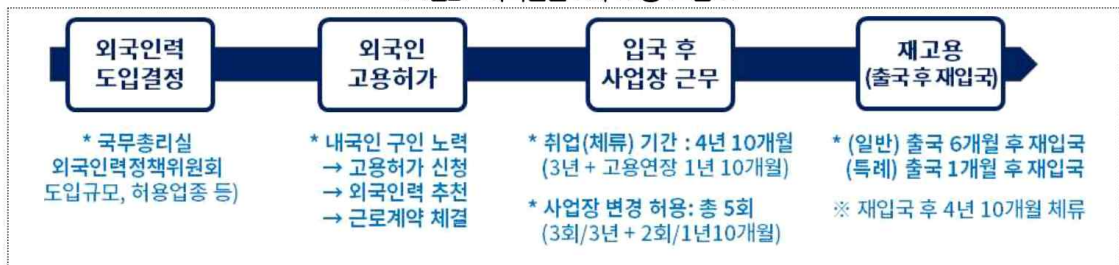 외국인력
도입결정
외국인
고용허가
입국 후
사업장 근무
재고용
(출국 후 재입국)
* 국무총리실
외국인력정책위원회
도입규모, 허용업종 등)
* 내국인 구인 노력
→ 고용허가 신청
→ 외국인력 추천
→ 근로계약 체결
* 취업(체류) 기간 : 4년 10개월
(3년 + 고용연장 1년 10개월)
* 사업장 변경 허용: 총 5회
(3회/3년 + 2회/1년10개월)
* (일반) 출국 6개월 후 재입국
(특례) 출국 1개월 후 재입국
※ 재입국 후 4년 10개월 체류